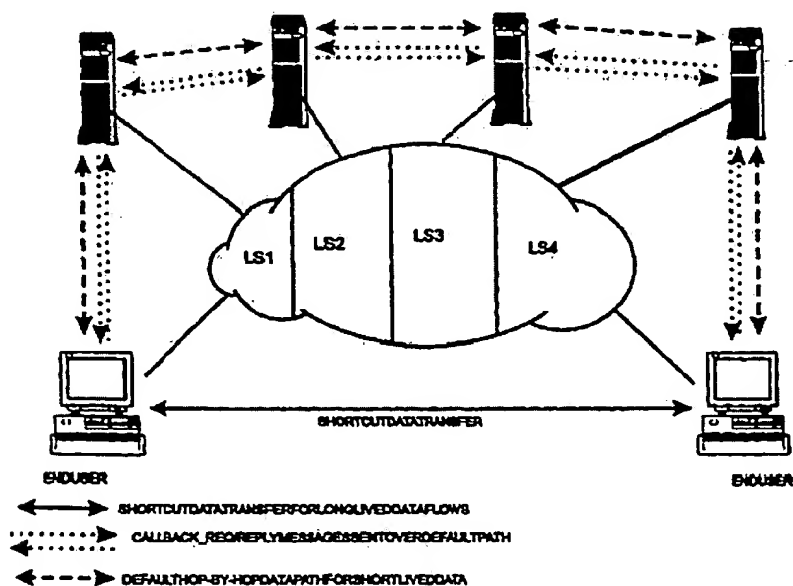 LS1
LS2
LS3
LS4
SHORTCUTDATATRANSFER
ENDUSER
ENDUSER
SHORTCUTDATATRANSFERFORLONGLIVEDDATAFLOWS
CALLBACK_REQ/REPLYMESSAGESSENTOVERDEFAULTPATH
DEFAULTHOP-BY-HOPDATAPATHFORSHORTLIVEDDATA